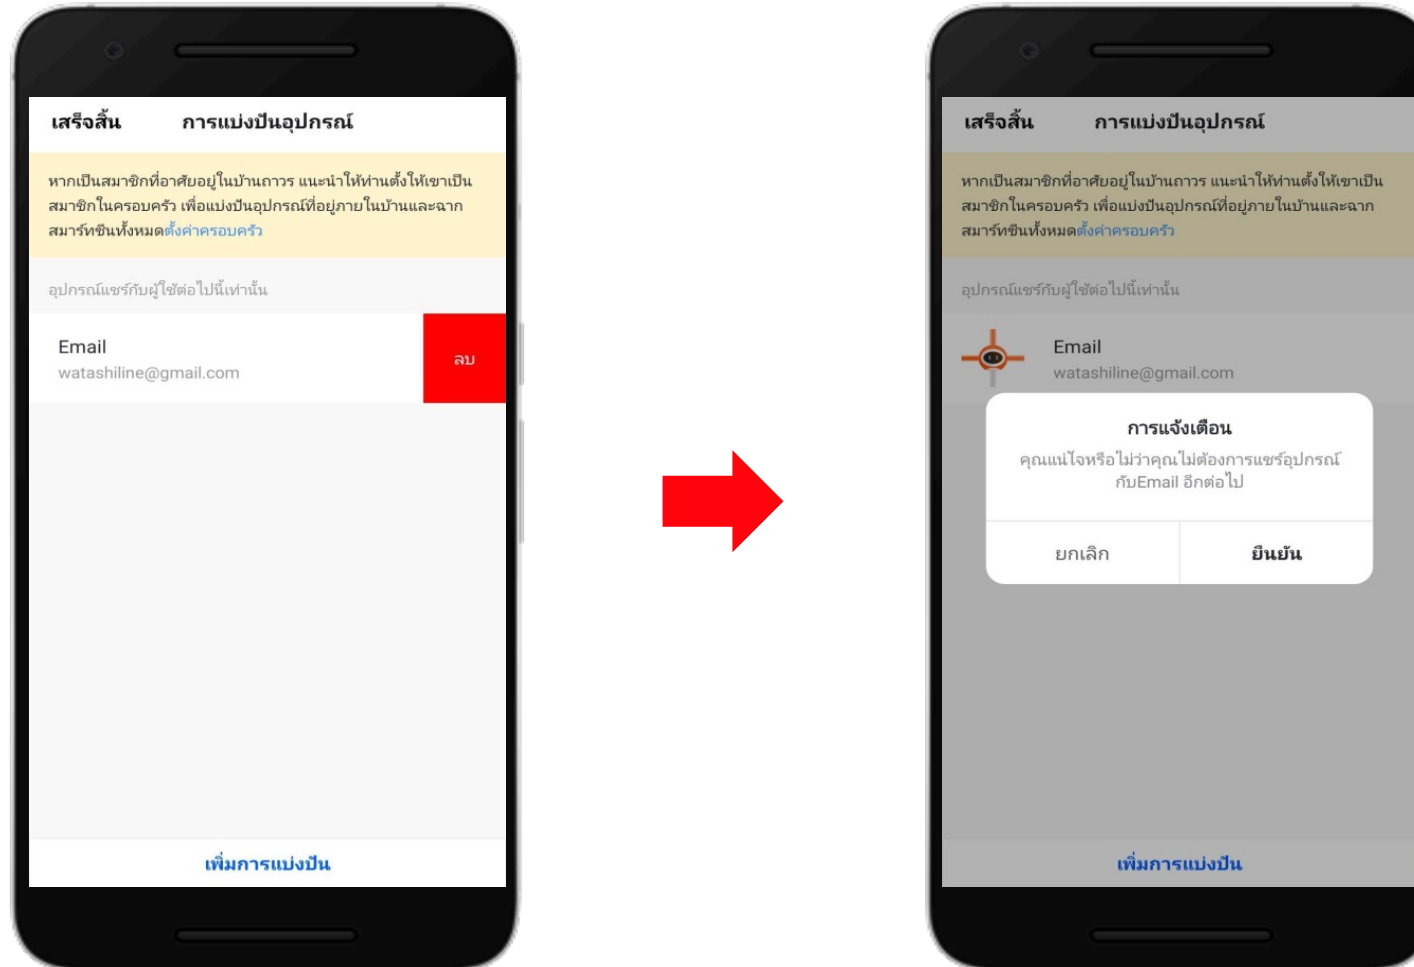 เสร็จสิ้น การแบ่งปันอุปกรณ์
หากเป็นสมาชิกที่อาศัยอยู่ในบ้านถาวร แนะนำให้ท่านตั้งให้เขาเป็น
สมาชิกในครอบครัว เพื่อแบ่งปันอุปกรณ์ที่อยู่ภายในบ้านและฉาก
สมาร์ทซีนทั้งหมดตั้งค่าครอบครัว
อุปกรณ์แชร์กับผู้ใช้ต่อไปนี้เท่านั้น
Email
watashiline@gmail.com
ลบ
เพิ่มการแบ่งปัน
เสร็จสิ้น การแบ่งปันอุปกรณ์
หากเป็นสมาชิกที่อาศัยอยู่ในบ้านถาวร แนะนำให้ท่านตั้งให้เขาเป็น
สมาชิกในครอบครัว เพื่อแบ่งปันอุปกรณ์ที่อยู่ภายในบ้านและฉาก
สมาร์ทซีนทั้งหมดตั้งค่าครอบครัว
อุปกรณ์แชร์กับผู้ใช้ต่อไปนี้เท่านั้น
Email
watashiline@gmail.com
การแจ้งเตือน
คุณแน่ใจหรือไม่ว่าคุณไม่ต้องการแชร์อุปกรณ์
กับEmail อีกต่อไป
ยกเลิก ยืนยัน
เพิ่มการแบ่งปัน